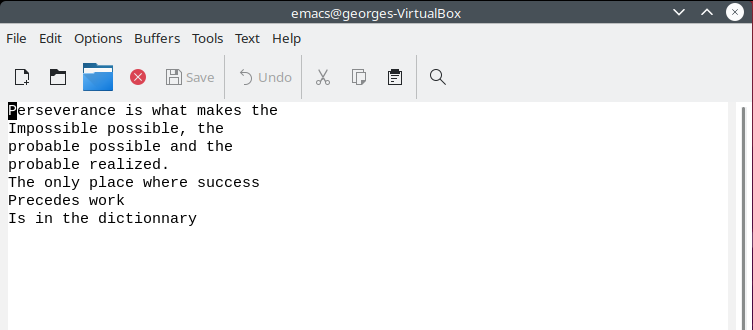 emacs@georges-VirtualBox
File Edit Options Buffers Tools Text Help
Save Undo
Perseverance is what makes the
Impossible possible, the
probable possible and the
probable realized.
The only place where success
Precedes work
Is in the dictionnary